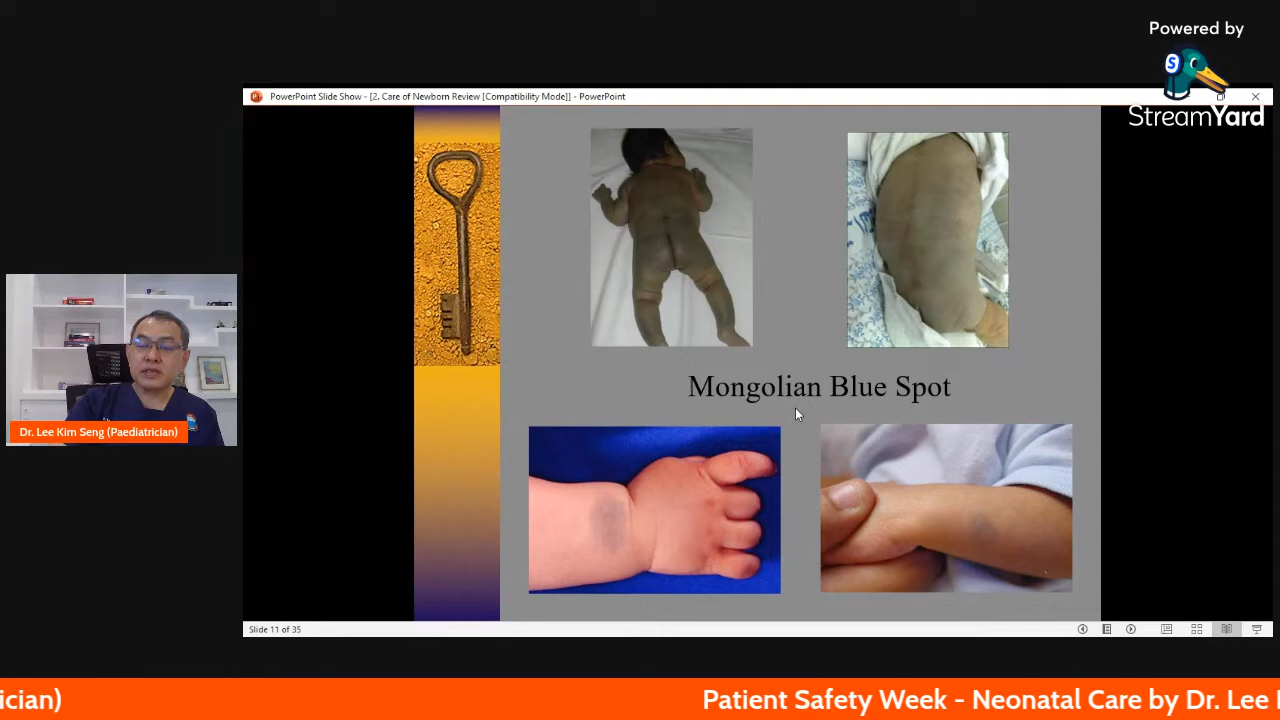 Powered by
StreamYard
PowerPoint Slide Show - [2. Care of Newborn Review [Compatibility Mode]] - PowerPoint
Mongolian Blue Spot
Dr. Lee Kim Seng (Paediatrician)
Slide 11 of 35
ician)
Patient Safety Week - Neonatal Care by Dr. Lee